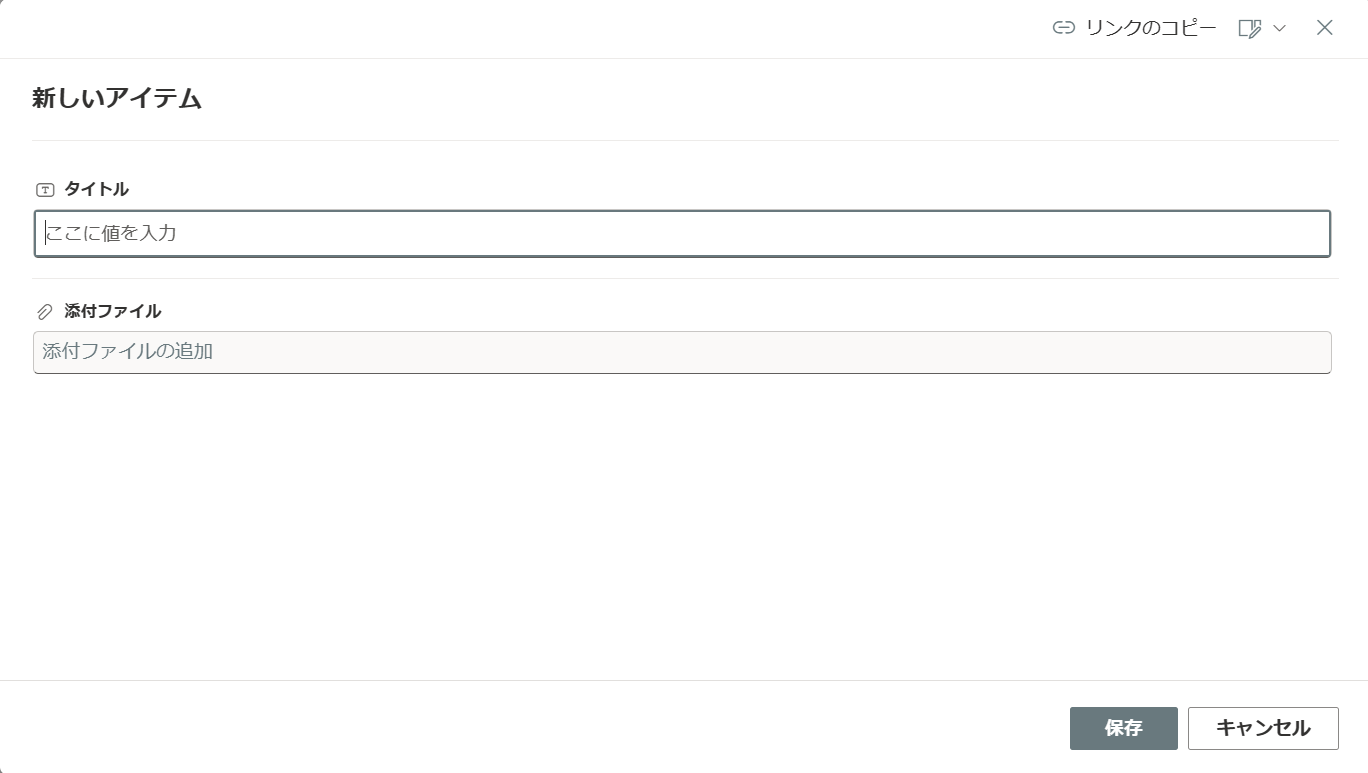 リンクのコピー
新しいアイテム
タイトル
ここに値を入力
添付ファイル
添付ファイルの追加
保存 キャンセル